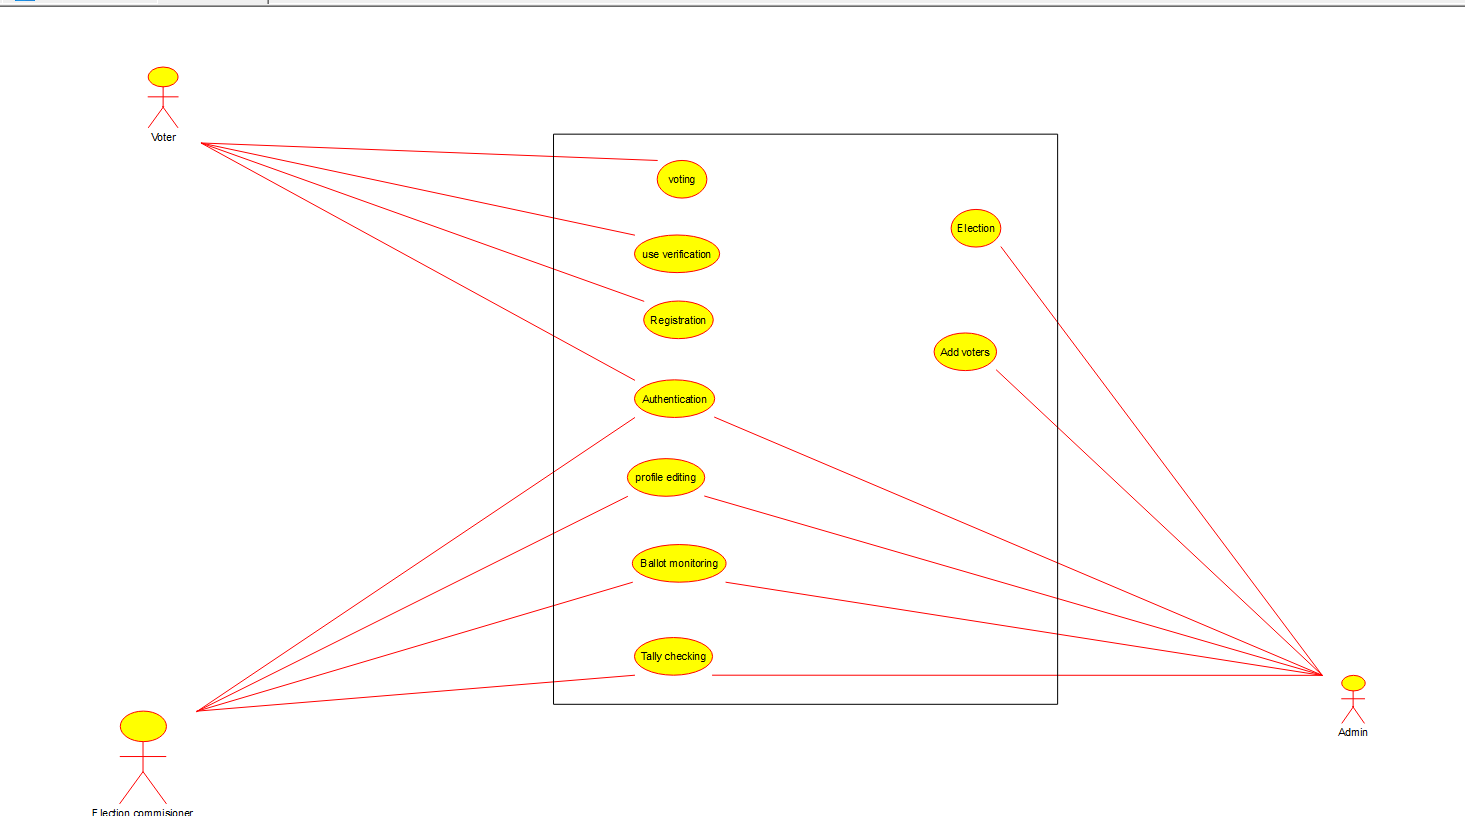 Voter
voting
Election
use verification
Registration
Add voters
Authentication
profile editing
Ballot monitoring
Tally checking
Admin
Election commisioner